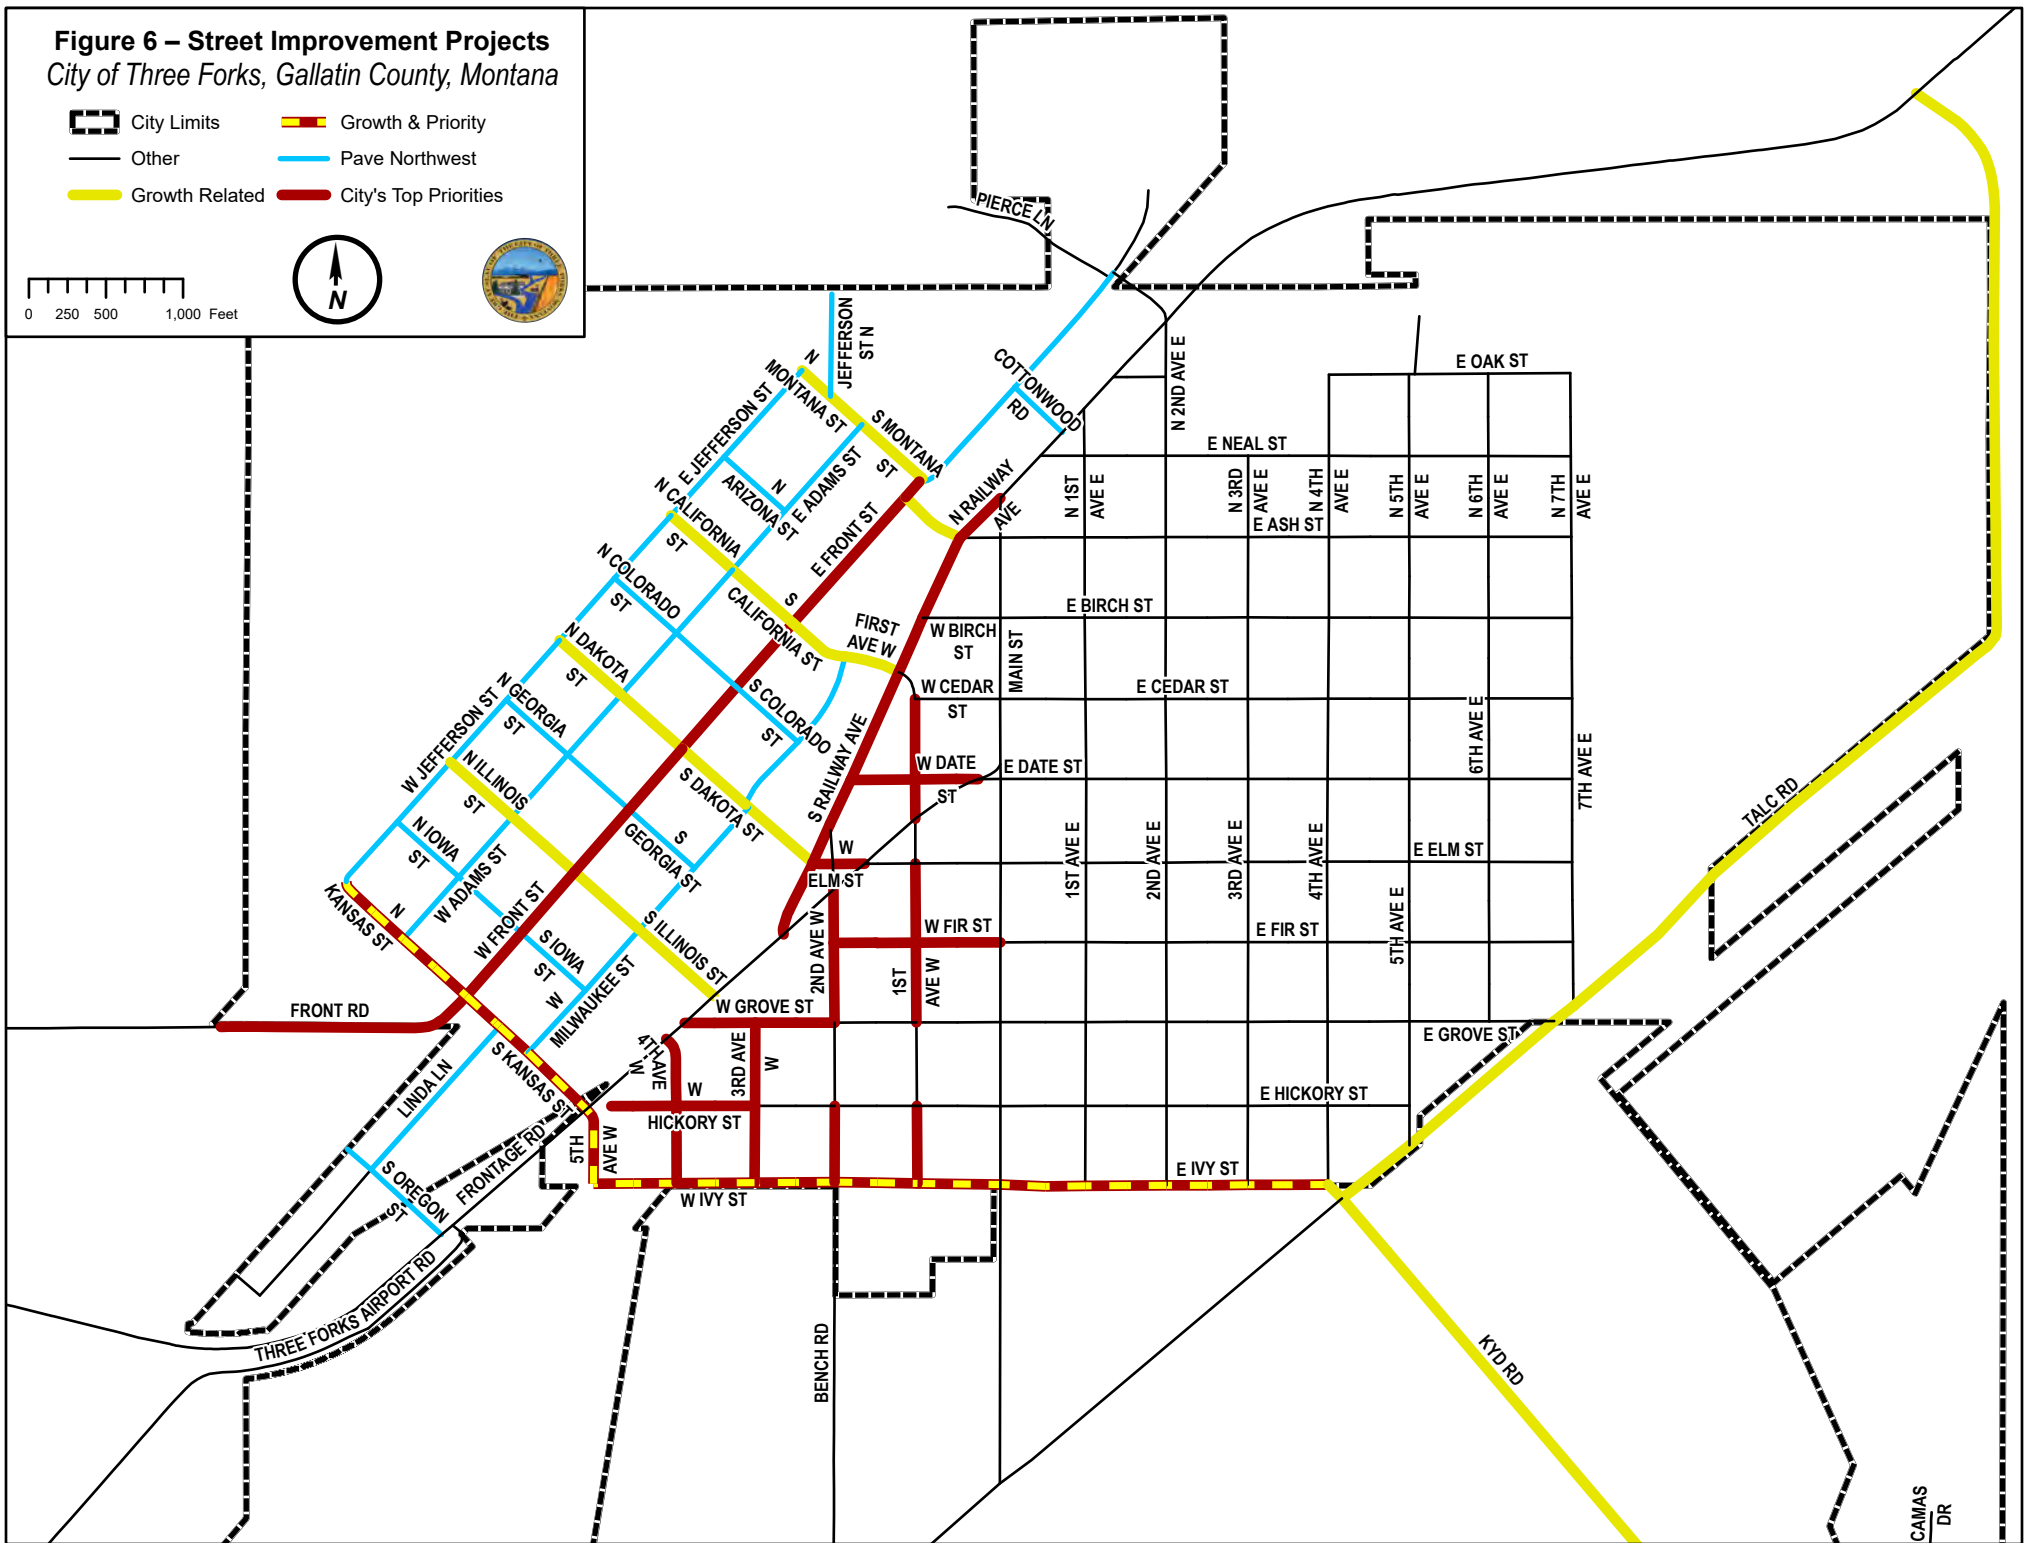 Figure 6 – Street Improvement Projects
City of Three Forks, Gallatin County, Montana
City Limits
Growth & Priority
Other
Pave Northwest
Growth Related
City's Top Priorities
0 250 500 1,000 Feet
N
PIERCE LN
JEFFERSON
ST N
N
MONTANA ST
S MONTANA
ST
COTTONWOOD
RD
N 2ND AVE E
E OAK ST
E NEAL ST
E JEFFERSON ST
N
ARIZONA ST
E ADAMS ST
N CALIFORNIA
ST
N RAILWAY
AVE
N 1ST
AVE E
N 3RD
AVE E
N 4TH
AVE E
N 5TH
AVE E
N 6TH
AVE E
N 7TH
AVE E
E ASH ST
E FRONT ST
N COLORADO
ST
S
CALIFORNIA ST
FIRST
AVE W
E BIRCH ST
W BIRCH
ST
MAIN ST
N DAKOTA
ST
W CEDAR
ST
E CEDAR ST
S COLORADO
ST
N GEORGIA
ST
W JEFFERSON ST
S RAILWAY AVE
W DATE
ST
E DATE ST
6TH AVE E
7TH AVE E
TALC RD
N ILLINOIS
ST
S DAKOTA ST
N IOWA
ST
S
GEORGIA ST
W
ELM ST
E ELM ST
1ST AVE E
2ND AVE E
3RD AVE E
4TH AVE E
5TH AVE E
W ADAMS ST
W FRONT ST
N
KANSAS ST
S ILLINOIS ST
S IOWA
ST
W
MILWAUKEE ST
2ND AVE W
1ST
AVE W
W FIR ST
E FIR ST
FRONT RD
W GROVE ST
E GROVE ST
4TH AVE
W
3RD AVE
W
LINDA LN
S KANSAS ST
W
HICKORY ST
E HICKORY ST
5TH
AVE W
FRONTAGE RD
S OREGON
ST
W IVY ST
E IVY ST
THREE FORKS AIRPORT RD
BENCH RD
KYD RD
CAMAS
DR